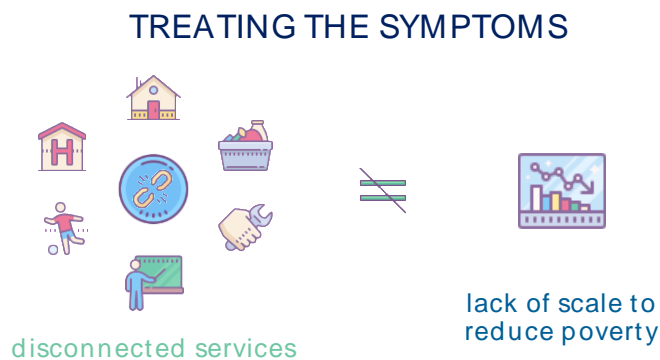 TREATING THE SYMPTOMS
H
disconnected services
lack of scale to
reduce poverty